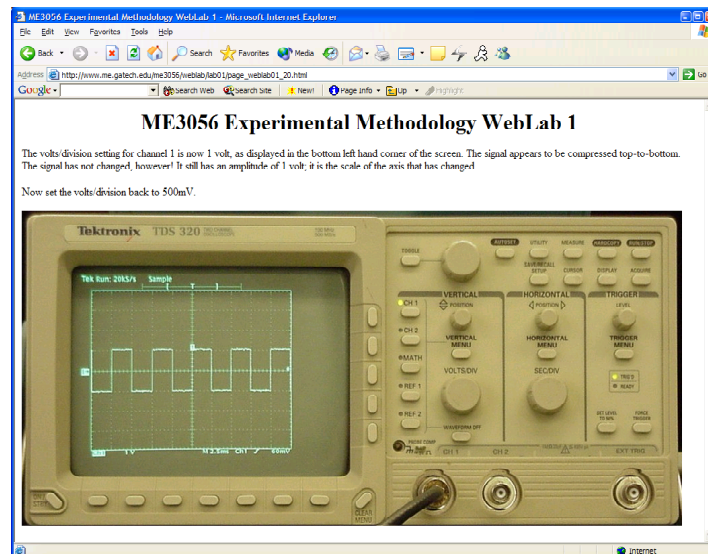 ME3056 Experimental Methodology WebLab 1 - Microsoft Internet Explorer
File Edit View Favorites Tools Help
Back Search Favorites Media
Address http://www.me.gatech.edu/me3056/weblab/lab01/page_weblab01_20.html Go
Google Search Web Search Site New! Page Info Up Highlight
ME3056 Experimental Methodology WebLab 1
The volts/division setting for channel 1 is now 1 volt, as displayed in the bottom left hand corner of the screen. The signal appears to be compressed top-to-bottom.
The signal has not changed, however! It still has an amplitude of 1 volt; it is the scale of the axis that has changed
Now set the volts/division back to 500mV.
Tektronix TDS 320
Tek Run: 20kS/s Sample
T
1 V M 2.5ms Ch1 60mV
TOGGLE
AUTOSET UTILITY MEASURE HARDCOPY RUN/STOP
SAVE/RECALL
SETUP CURSOR DISPLAY ACQUIRE
VERTICAL HORIZONTAL TRIGGER
CH 1 POSITION POSITION LEVEL
CH 2
VERTICAL HORIZONTAL TRIGGER
MENU MENU MENU
MATH
VOLTS/DIV SEC/DIV
TRIG'D
REF 1 READY
REF 2
SET LEVEL FORCE
TO 50% TRIGGER
WAVEFORM OFF
PROBE COMP
CH 1 CH 2 EXT TRIG
CLEAR
MENU
Internet